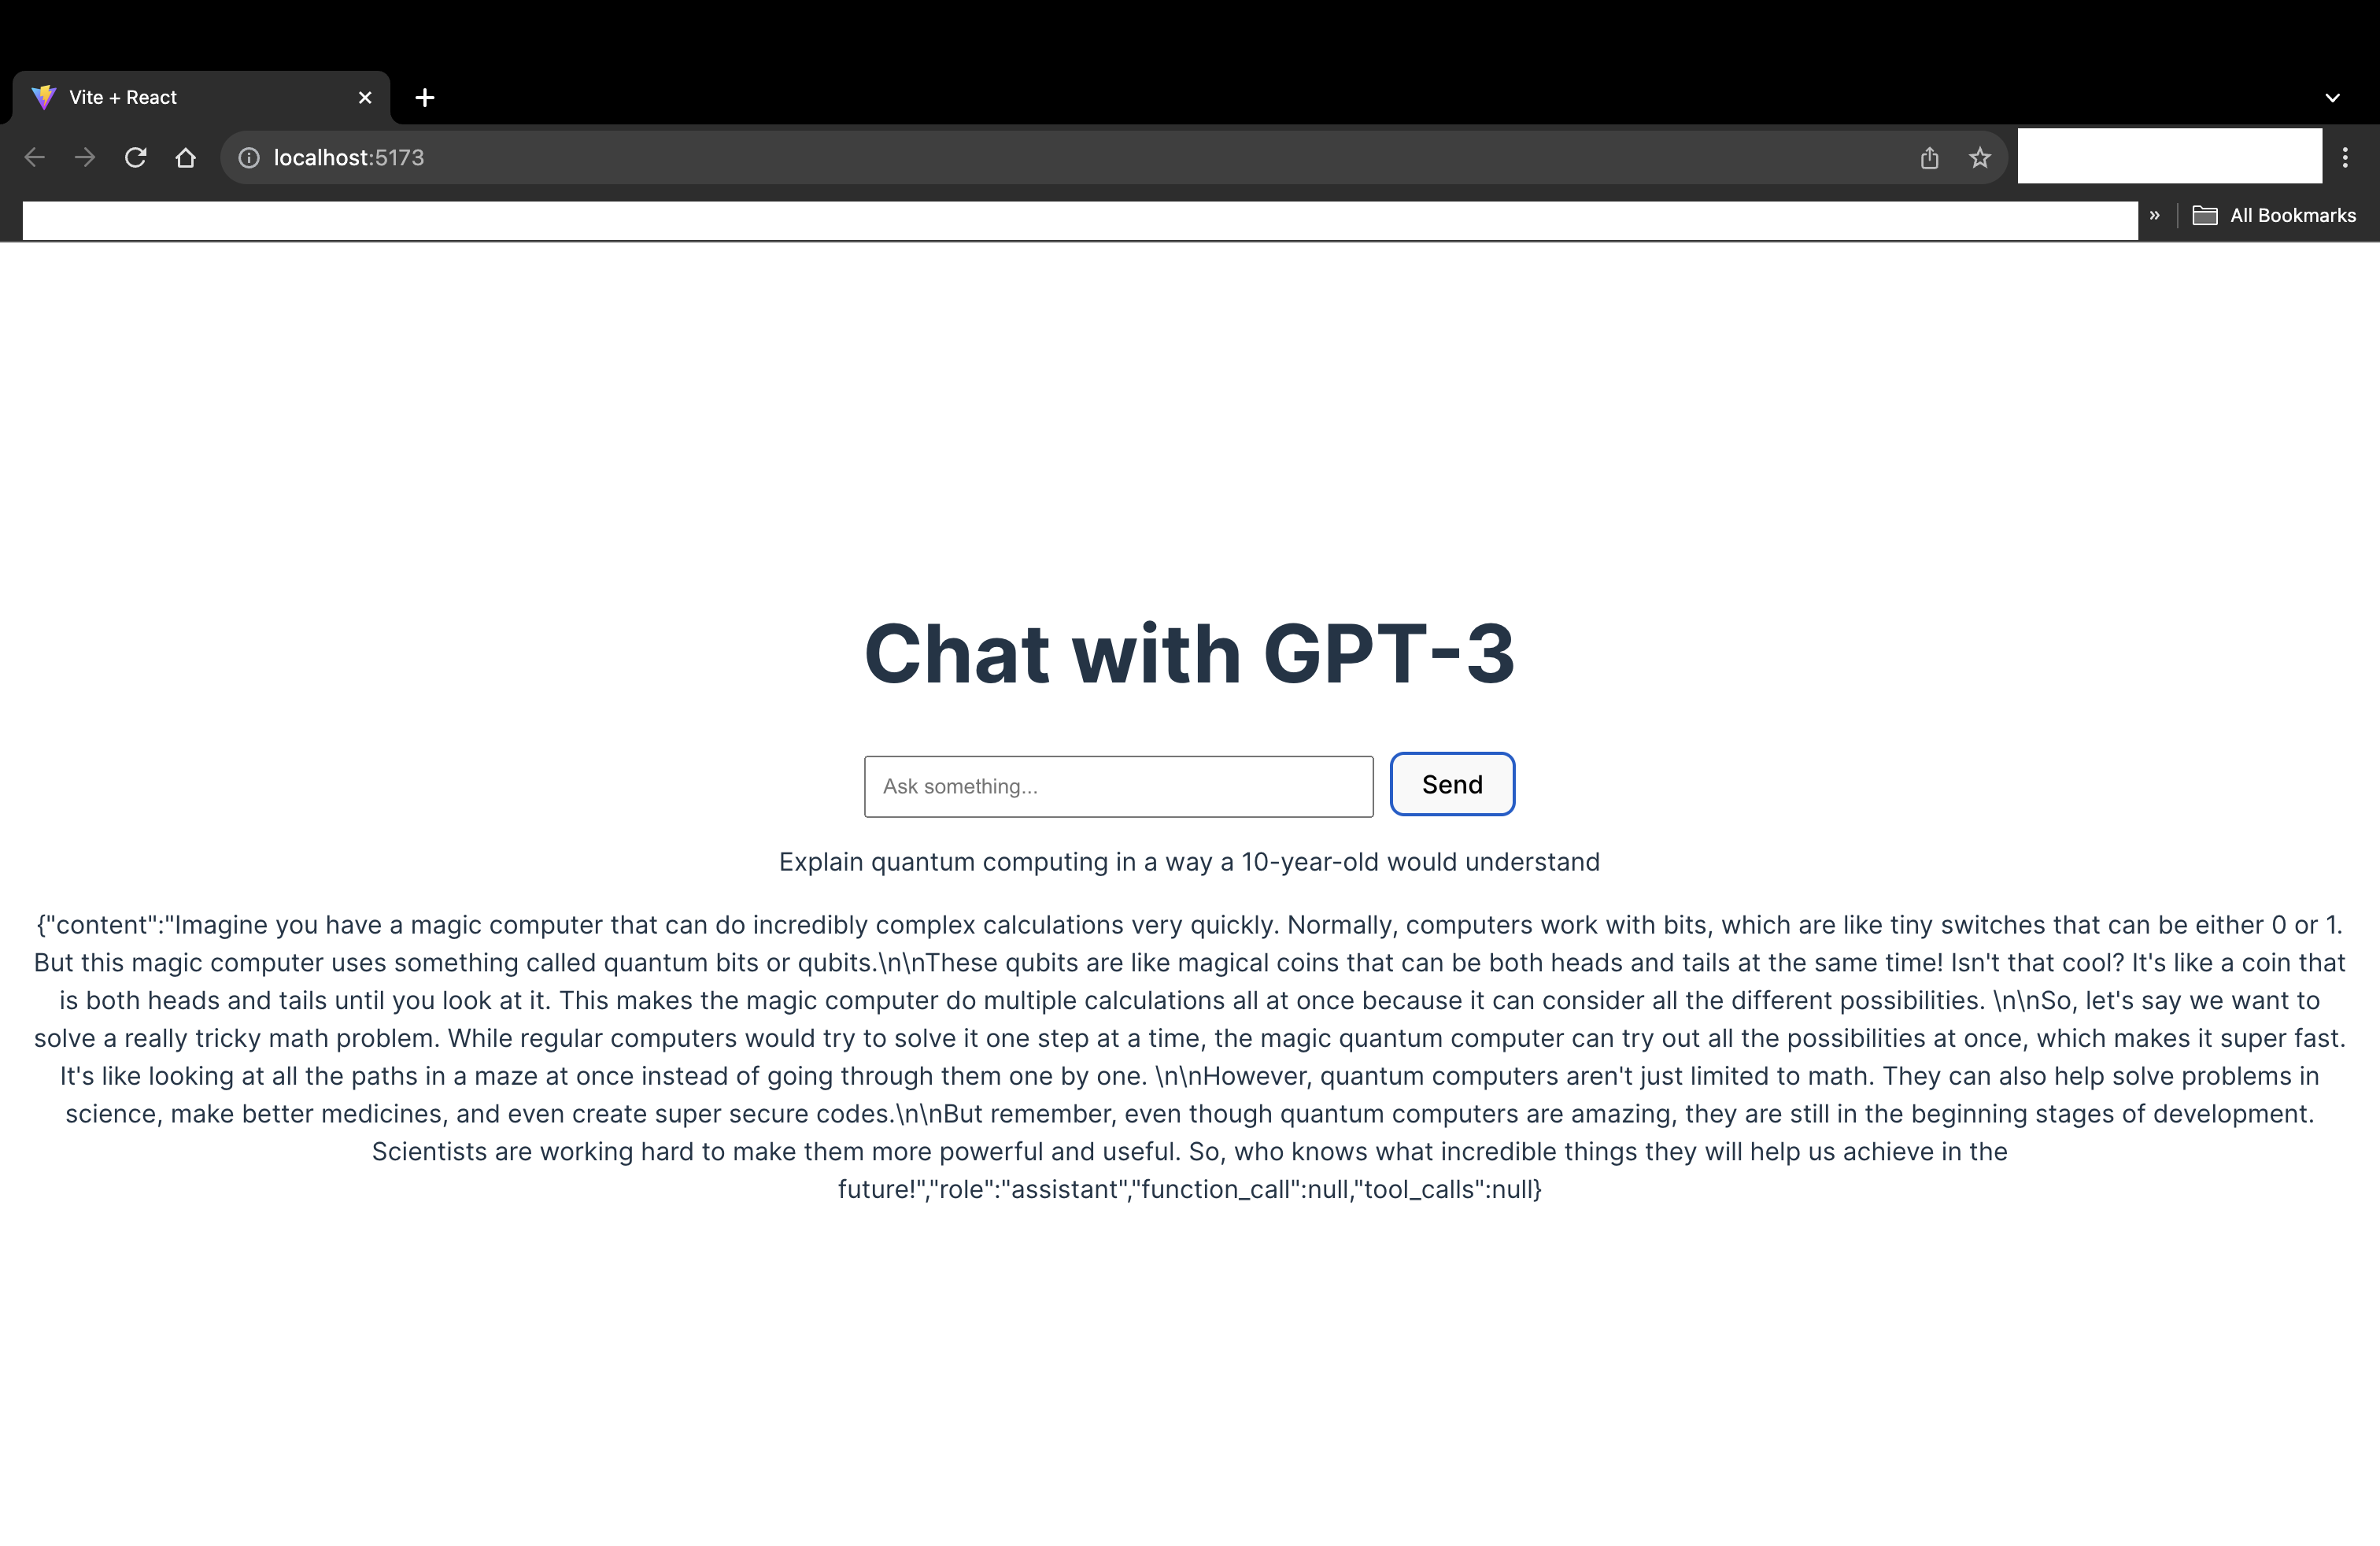 Vite + React
localhost:5173
» All Bookmarks
Chat with GPT-3
Ask something...
Send
Explain quantum computing in a way a 10-year-old would understand
{"content":"Imagine you have a magic computer that can do incredibly complex calculations very quickly. Normally, computers work with bits, which are like tiny switches that can be either 0 or 1.
But this magic computer uses something called quantum bits or qubits.\n\nThese qubits are like magical coins that can be both heads and tails at the same time! Isn't that cool? It's like a coin that
is both heads and tails until you look at it. This makes the magic computer do multiple calculations all at once because it can consider all the different possibilities. \n\nSo, let's say we want to
solve a really tricky math problem. While regular computers would try to solve it one step at a time, the magic quantum computer can try out all the possibilities at once, which makes it super fast.
It's like looking at all the paths in a maze at once instead of going through them one by one. \n\nHowever, quantum computers aren't just limited to math. They can also help solve problems in
science, make better medicines, and even create super secure codes.\n\nBut remember, even though quantum computers are amazing, they are still in the beginning stages of development.
Scientists are working hard to make them more powerful and useful. So, who knows what incredible things they will help us achieve in the
future!","role":"assistant","function_call":null,"tool_calls":null}